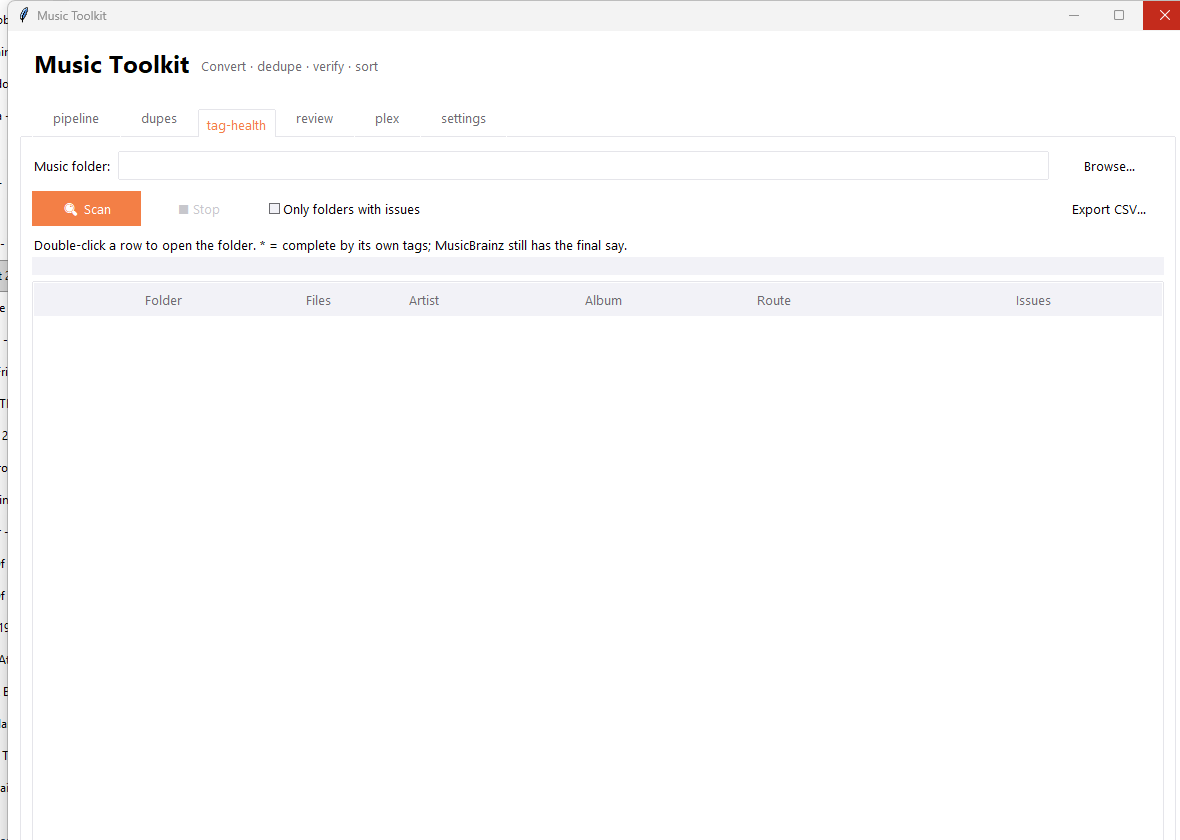 Music Toolkit
Music Toolkit Convert · dedupe · verify · sort
pipeline dupes tag-health review plex settings
Music folder: Browse...
Scan Stop Only folders with issues Export CSV...
Double-click a row to open the folder. * = complete by its own tags; MusicBrainz still has the final say.
Folder Files Artist Album Route Issues